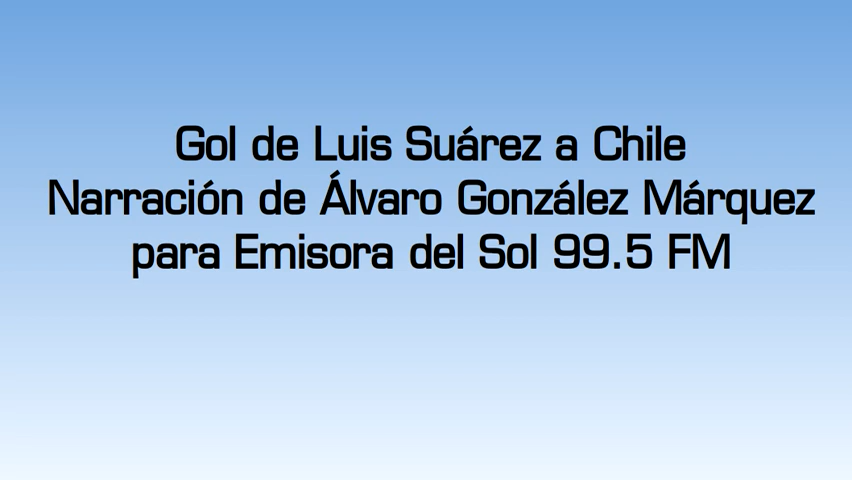 Gol de Luis Suárez a Chile
Narración de Álvaro González Márquez
para Emisora del Sol 99.5 FM